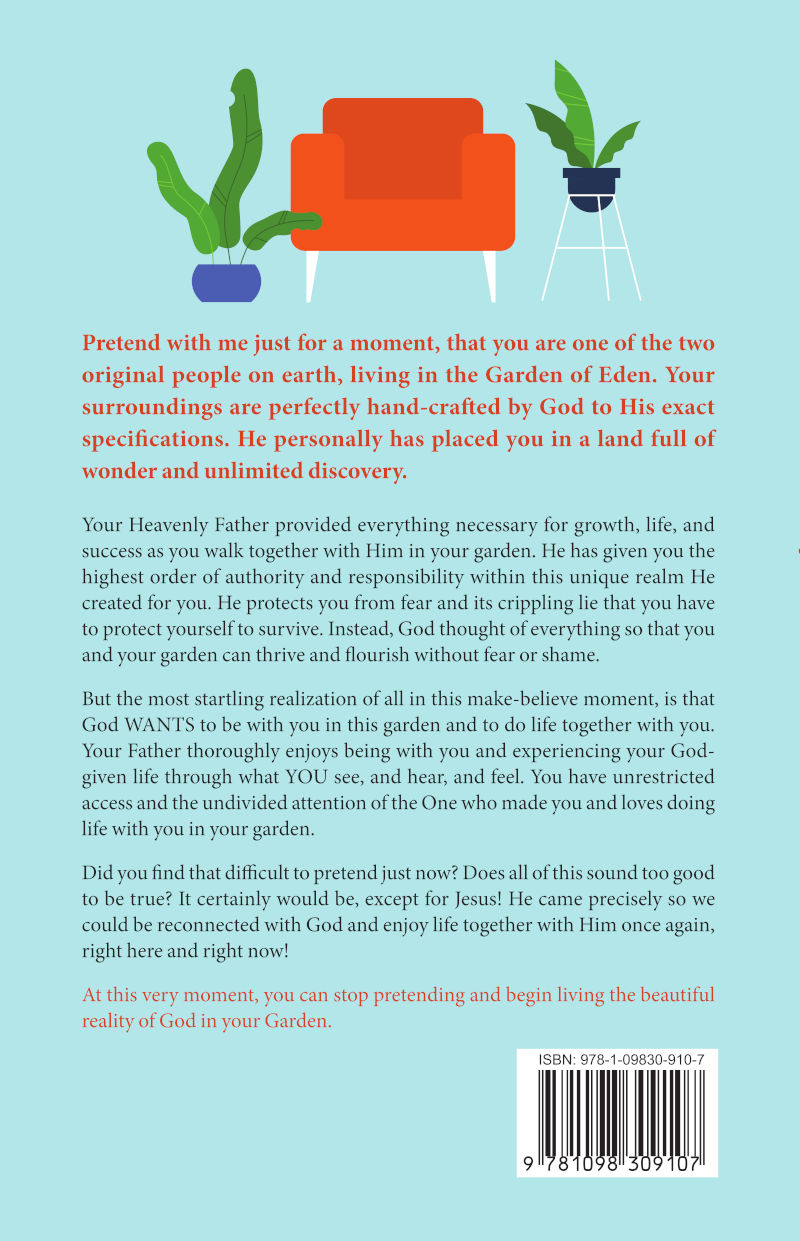 Pretend with me just for a moment, that you are one of the two
original people on earth, living in the Garden of Eden. Your
surroundings are perfectly hand-crafted by God to His exact
specifications. He personally has placed you in a land full of
wonder and unlimited discovery.
Your Heavenly Father provided everything necessary for growth, life, and
success as you walk together with Him in your garden. He has given you the
highest order of authority and responsibility within this unique realm He
created for you. He protects you from fear and its crippling lie that you have
to protect yourself to survive. Instead, God thought of everything so that you
and your garden can thrive and flourish without fear or shame.
But the most startling realization of all in this make-believe moment, is that
God WANTS to be with you in this garden and to do life together with you.
Your Father thoroughly enjoys being with you and experiencing your God-
given life through what YOU see, and hear, and feel. You have unrestricted
access and the undivided attention of the One who made you and loves doing
life with you in your garden.
Did you find that difficult to pretend just now? Does all of this sound too good
to be true? It certainly would be, except for Jesus! He came precisely so we
could be reconnected with God and enjoy life together with Him once again,
right here and right now!
At this very moment, you can stop pretending and begin living the beautiful
reality of God in your Garden.
ISBN: 978-1-09830-910-7
9 781098 309107